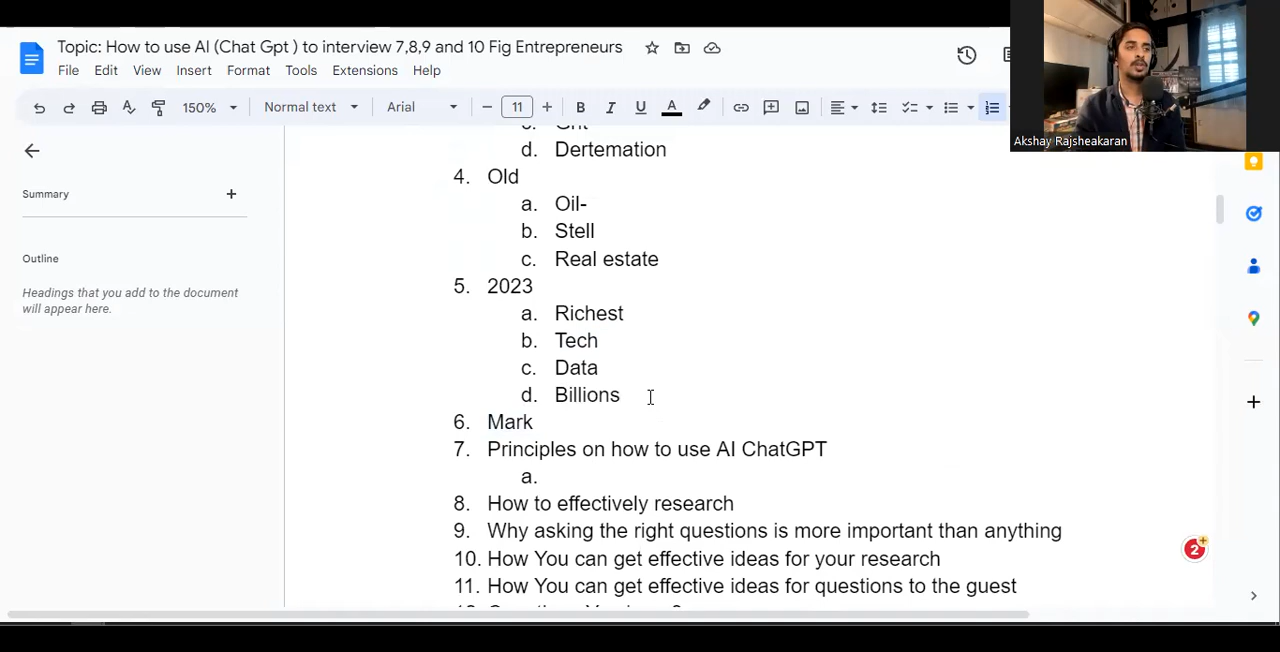 Topic: How to use AI (Chat Gpt ) to interview 7,8,9 and 10 Fig Entrepreneurs
File Edit View Insert Format Tools Extensions Help
150% Normal text Arial − 11 + B I U A
Akshay Rajsheakaran
Summary +
Outline
Headings that you add to the document
will appear here.
d. Dertemation
4. Old
a. Oil-
b. Stell
c. Real estate
5. 2023
a. Richest
b. Tech
c. Data
d. Billions
6. Mark
7. Principles on how to use AI ChatGPT
a.
8. How to effectively research
9. Why asking the right questions is more important than anything
10. How You can get effective ideas for your research
11. How You can get effective ideas for questions to the guest
2+